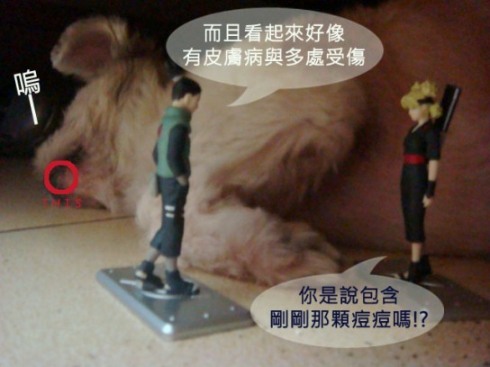 而且看起來好像
有皮膚病與多處受傷
嗚
你是說包含
剛剛那顆痘痘嗎!?